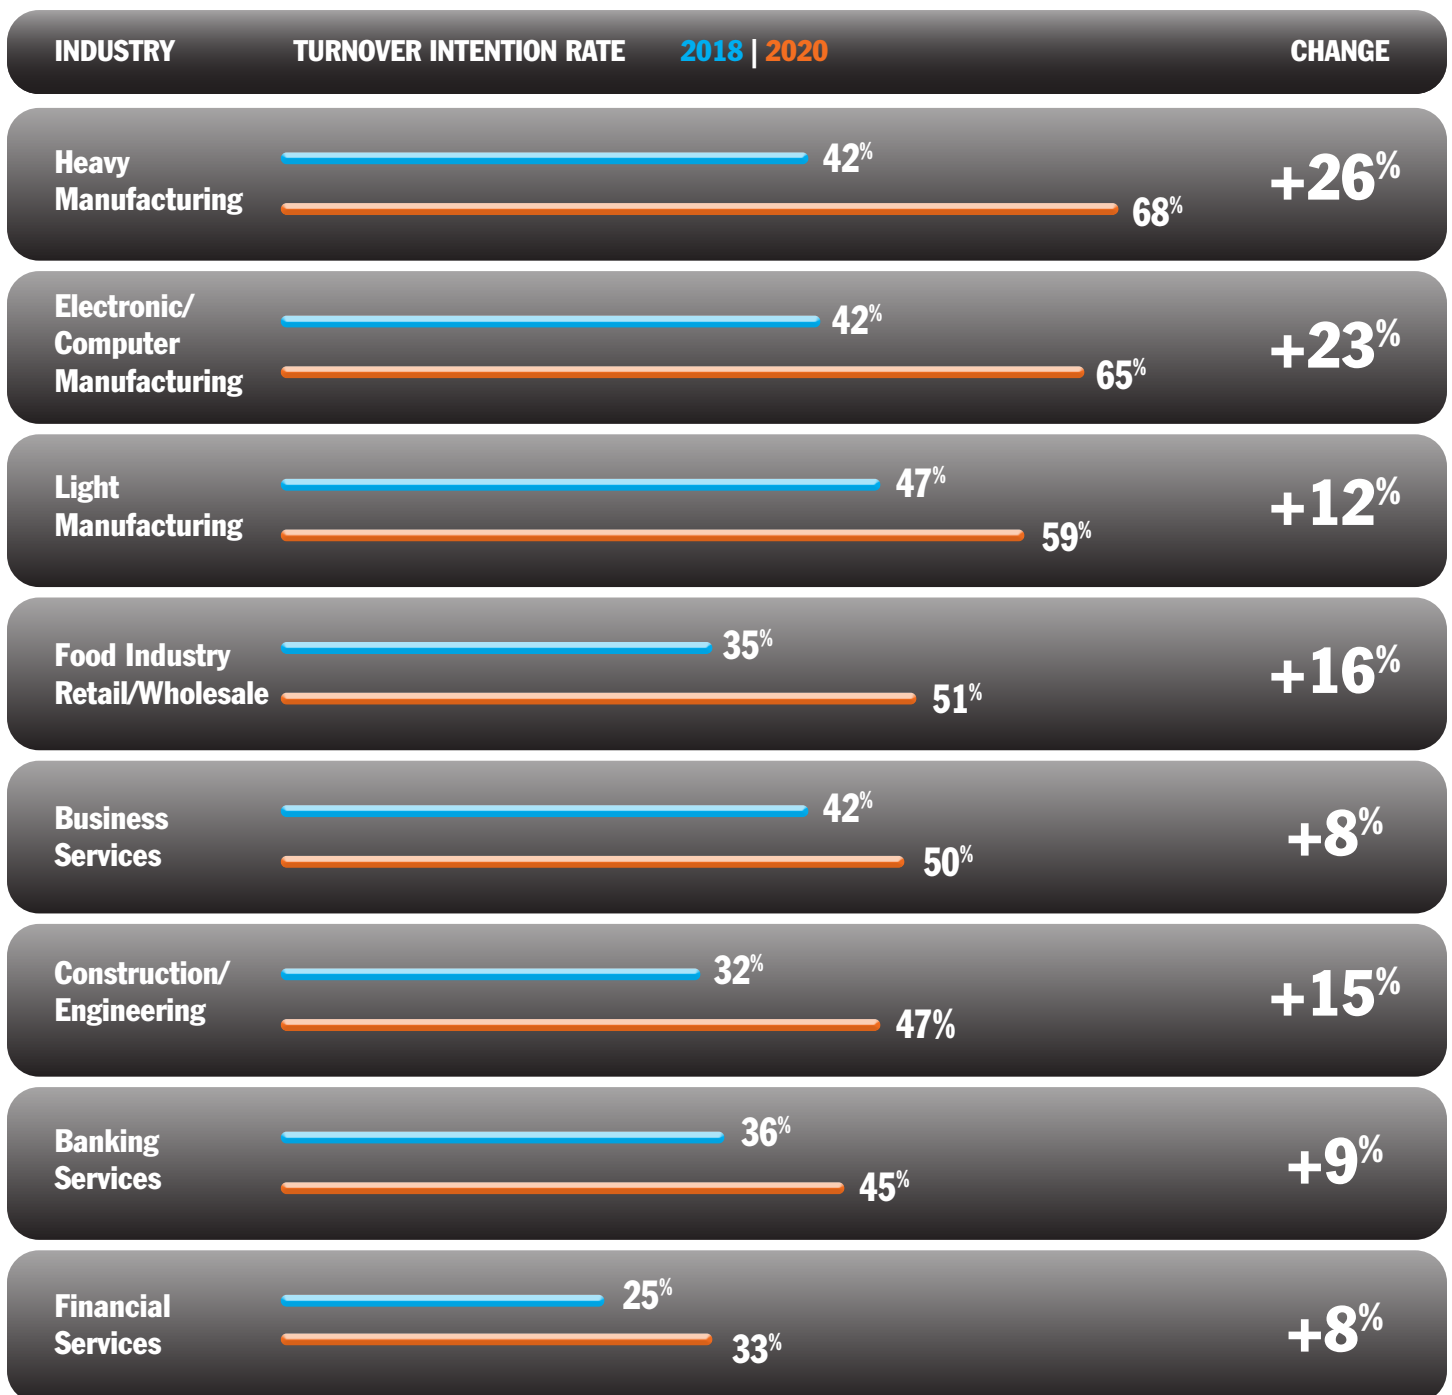 INDUSTRY TURNOVER INTENTION RATE 2018 | 2020 CHANGE
Heavy
Manufacturing
42%
68%
+26%
Electronic/
Computer
Manufacturing
42%
65%
+23%
Light
Manufacturing
47%
59%
+12%
Food Industry
Retail/Wholesale
35%
51%
+16%
Business
Services
42%
50%
+8%
Construction/
Engineering
32%
47%
+15%
Banking
Services
36%
45%
+9%
Financial
Services
25%
33%
+8%